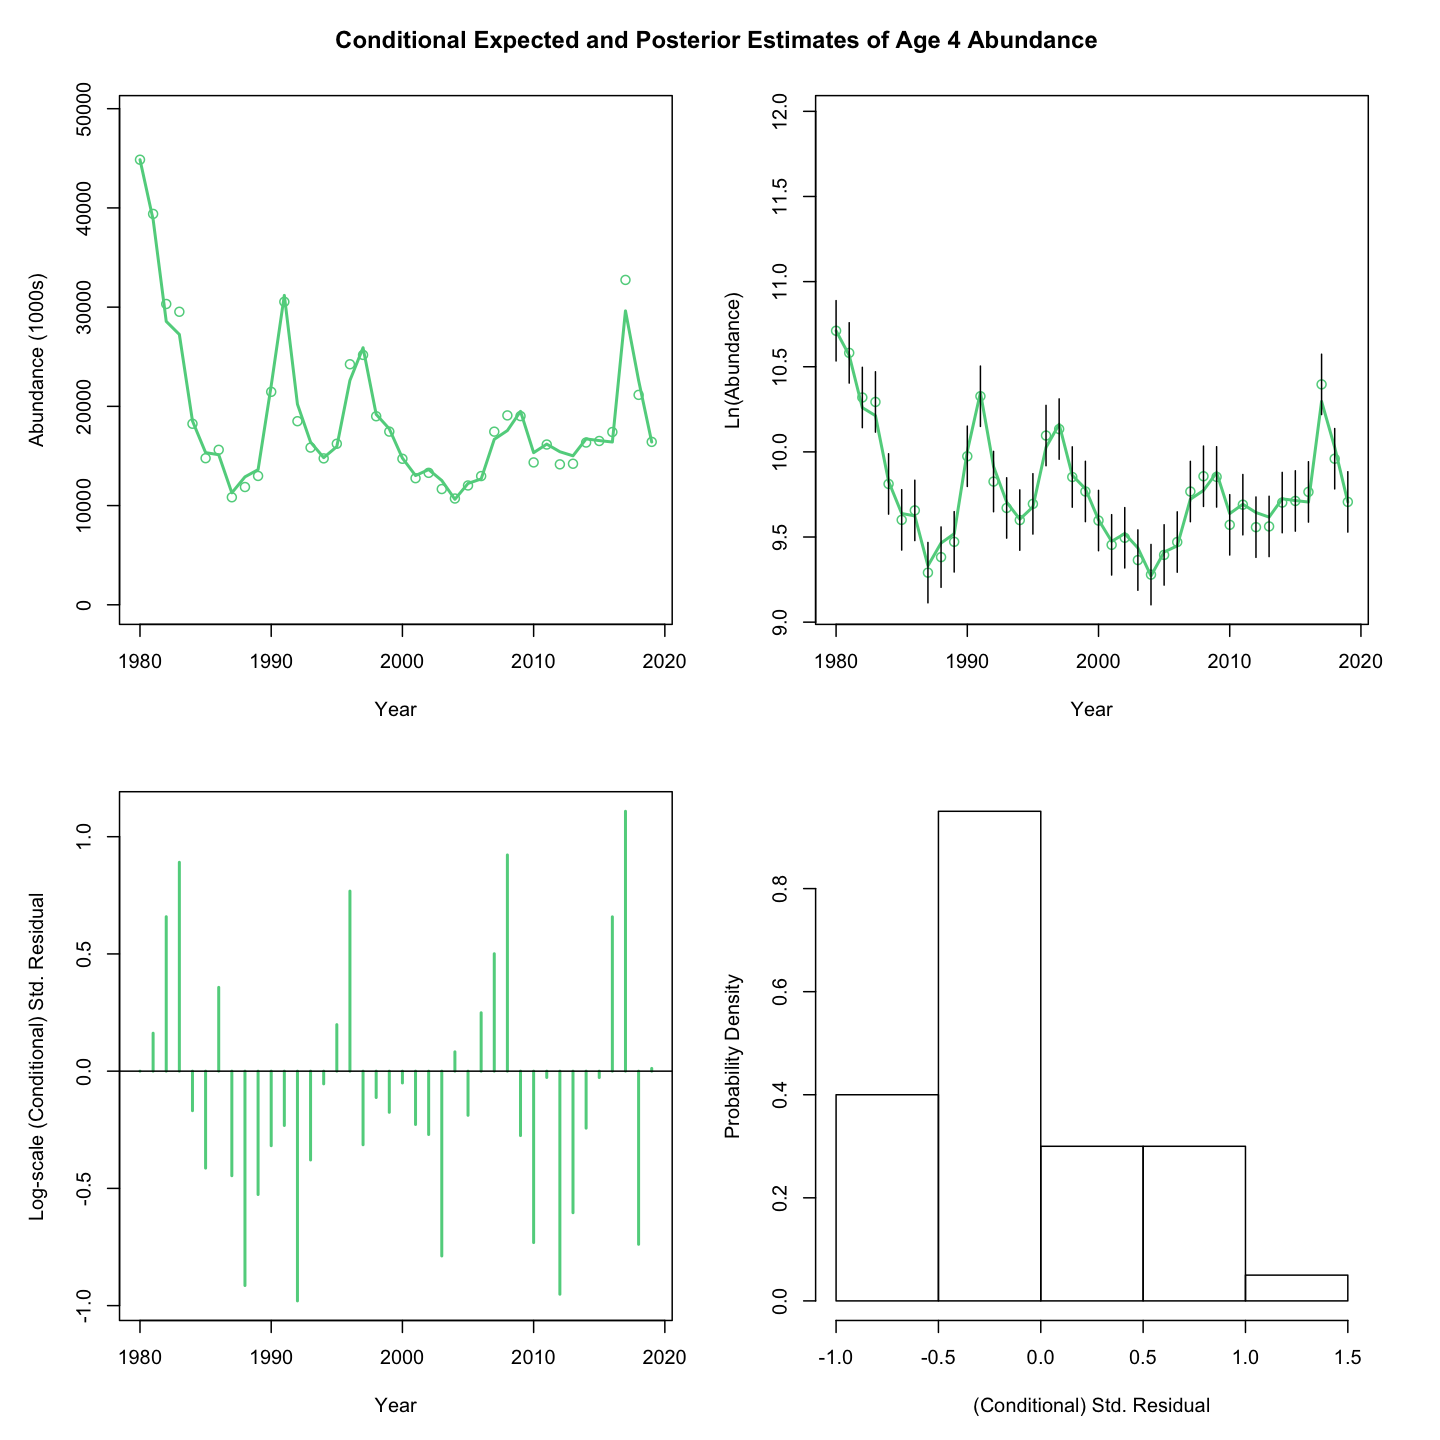 Conditional Expected and Posterior Estimates of Age 4 Abundance
Abundance (1000s)
50000
40000
30000
20000
10000
0
1980 1990 2000 2010 2020
Year
Ln(Abundance)
12.0
11.5
11.0
10.5
10.0
9.5
9.0
1980 1990 2000 2010 2020
Year
Log-scale (Conditional) Std. Residual
1.0
0.5
0.0
-0.5
-1.0
1980 1990 2000 2010 2020
Year
Probability Density
0.8
0.6
0.4
0.2
0.0
-1.0 -0.5 0.0 0.5 1.0 1.5
(Conditional) Std. Residual